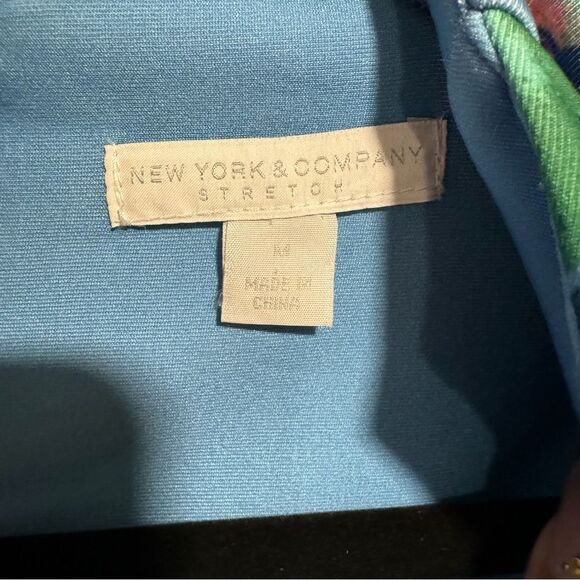 NEW YORK & COMPANY
STRETCH
M
MADE IN
CHINA